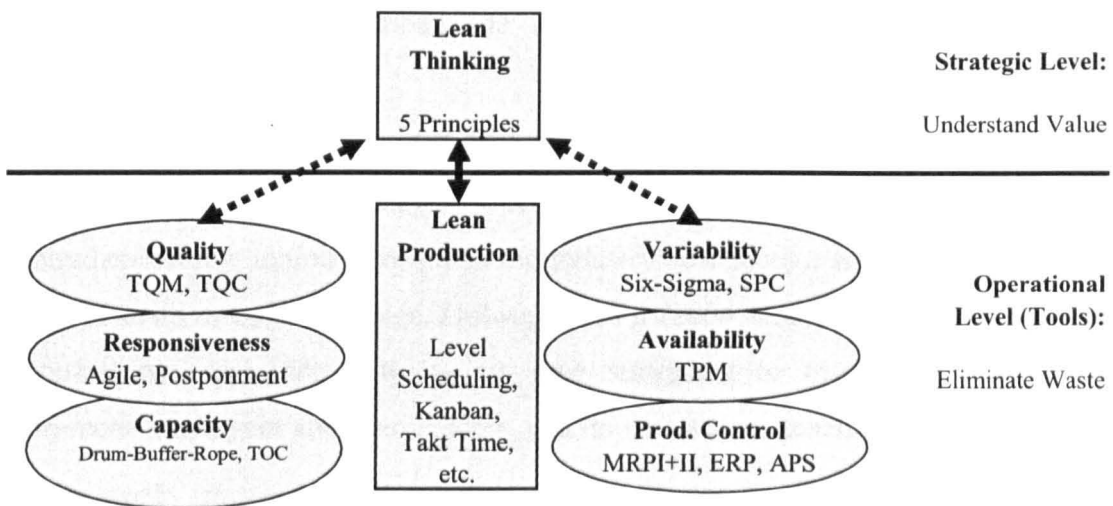 Lean
Thinking
5 Principles
Strategic Level:
Understand Value
Quality
TQM, TQC
Responsiveness
Agile, Postponment
Capacity
Drum-Buffer-Rope, TOC
Lean
Production
Level
Scheduling,
Kanban,
Takt Time,
etc.
Variability
Six-Sigma, SPC
Availability
TPM
Prod. Control
MRPI+II, ERP, APS
Operational
Level (Tools):
Eliminate Waste